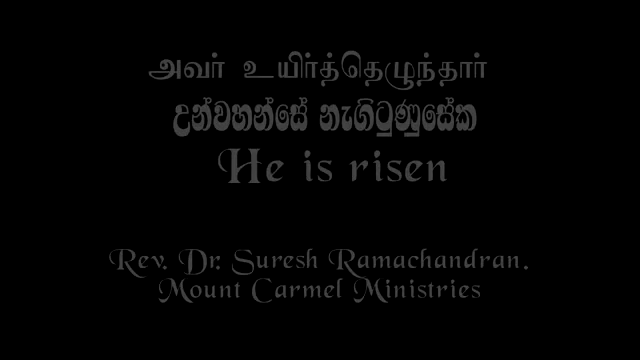 அவர் உயிர்த்தெழுந்தார்
උන්වහන්සේ නැගිටුණුසේක
He is risen
Rev. Dr. Suresh Ramachandran.
Mount Carmel Ministries